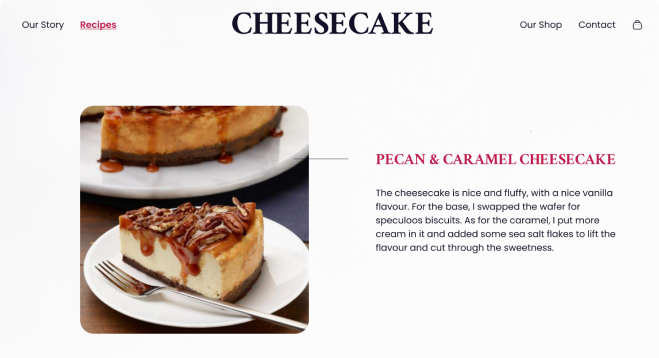 Our Story
Recipes
CHEESECAKE
Our Shop
Contact
PECAN & CARAMEL CHEESECAKE
The cheesecake is nice and fluffy, with a nice vanilla
flavour. For the base, I swapped the wafer for
speculoos biscuits. As for the caramel, I put more
cream in it and added some sea salt flakes to lift the
flavour and cut through the sweetness.